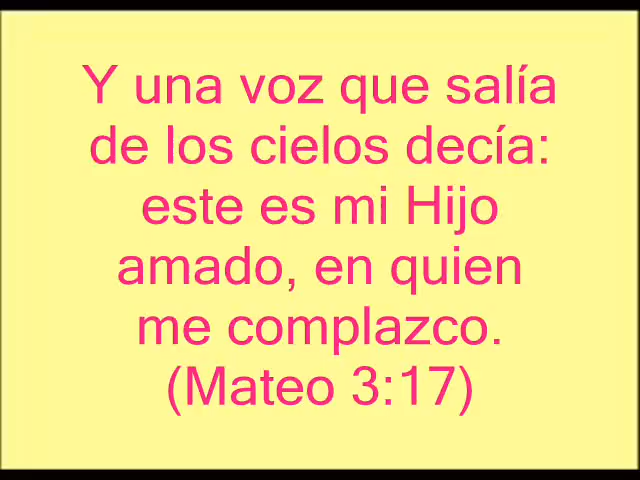 Y una voz que salía
de los cielos decía:
este es mi Hijo
amado, en quien
me complazco.
(Mateo 3:17)